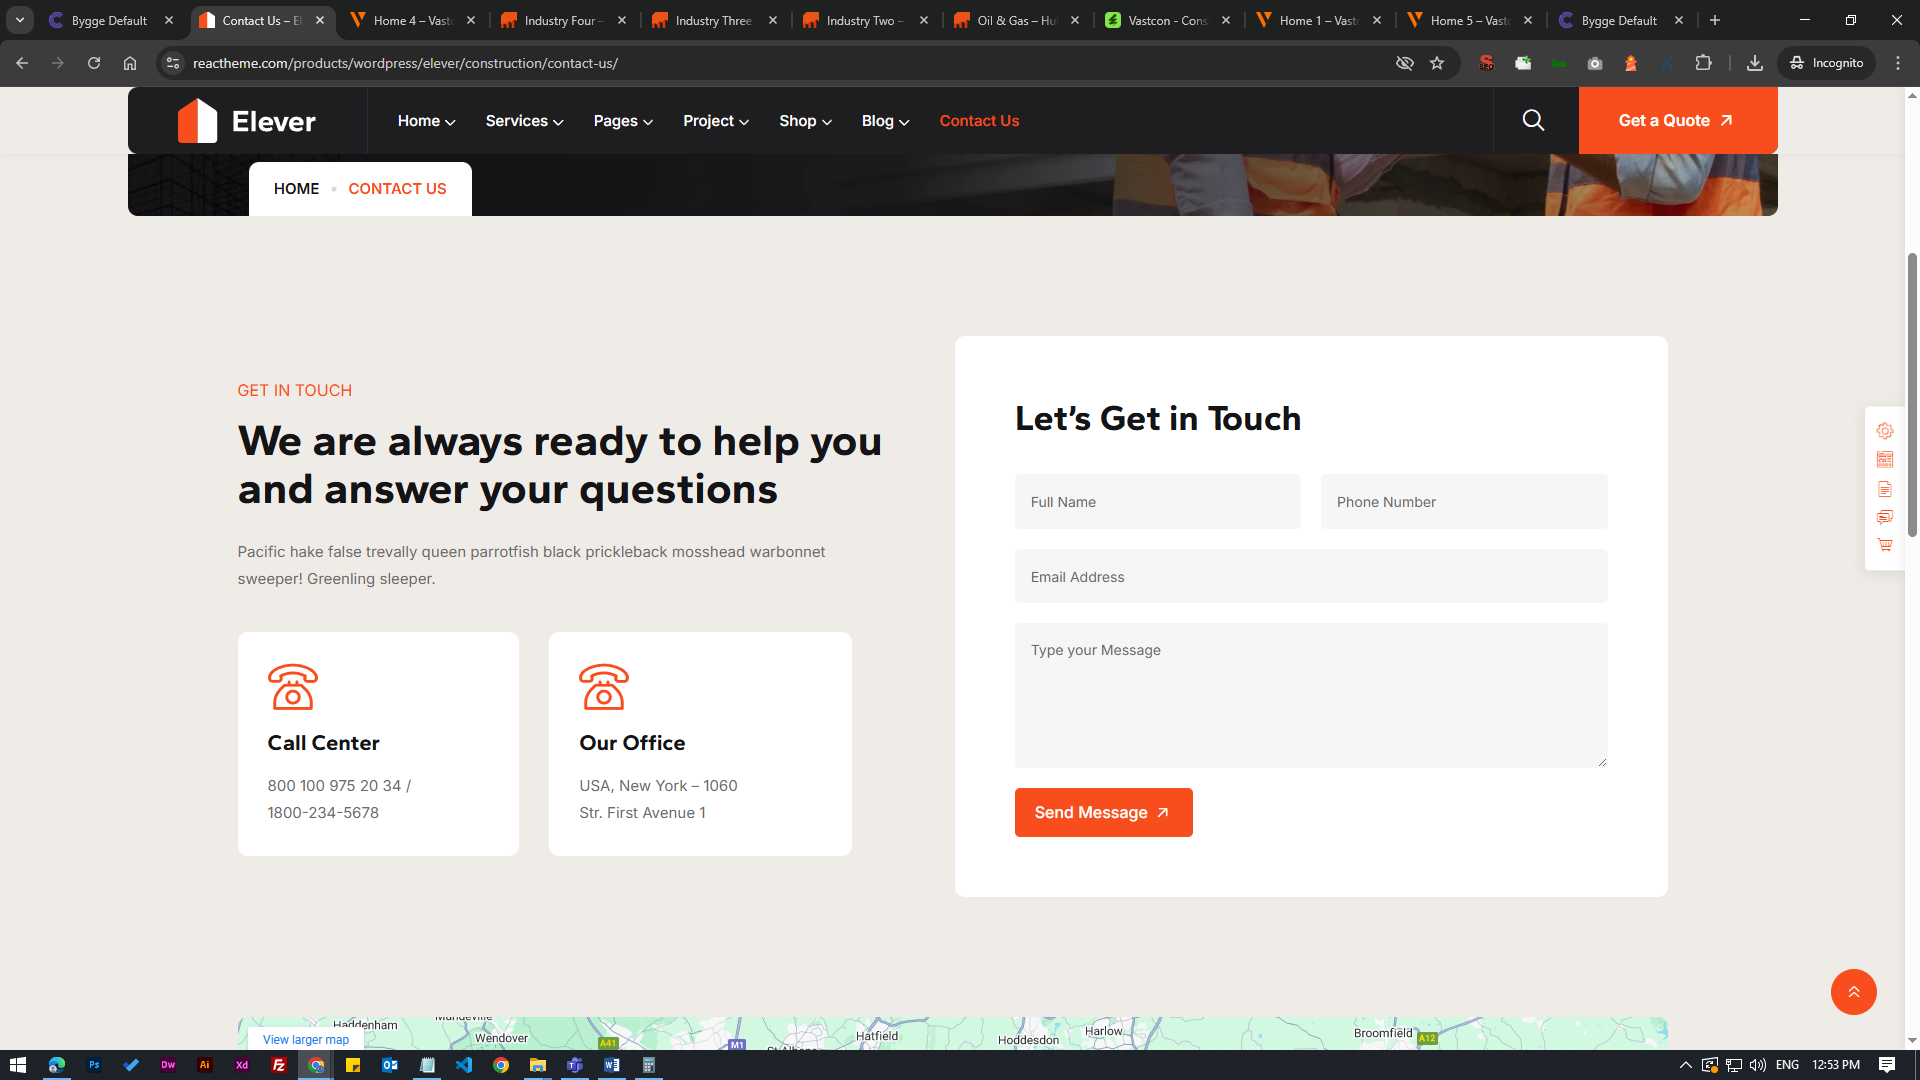 Bygge Default
Contact Us – El
Home 4 – Vast
Industry Four –
Industry Three
Industry Two –
Oil & Gas – Hu
Vastcon - Cons
Home 1 – Vast
Home 5 – Vast
Bygge Default
reactheme.com/products/wordpress/elever/construction/contact-us/
Incognito
Elever
Home
Services
Pages
Project
Shop
Blog
Contact Us
Get a Quote
HOME
CONTACT US
GET IN TOUCH
We are always ready to help you
and answer your questions
Pacific hake false trevally queen parrotfish black prickleback mosshead warbonnet
sweeper! Greenling sleeper.
Call Center
800 100 975 20 34 /
1800-234-5678
Our Office
USA, New York – 1060
Str. First Avenue 1
Let’s Get in Touch
Full Name
Phone Number
Email Address
Type your Message
Send Message
View larger map
Haddenham
Wendover
A41
M1
Hatfield
Hoddesdon
Harlow
Broomfield
A12
ENG
12:53 PM